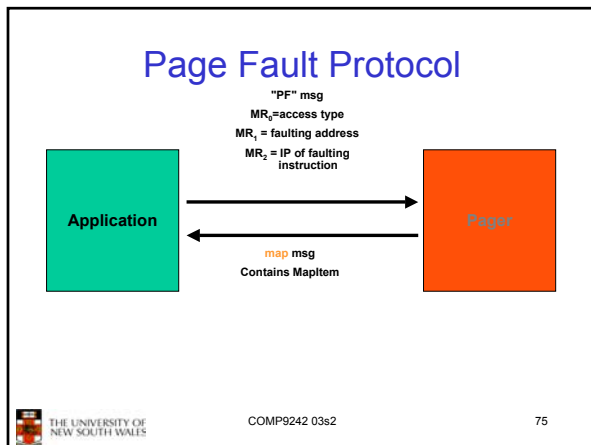 Page Fault Protocol
"PF" msg
MR0=access type
MR1 = faulting address
MR2 = IP of faulting
instruction
Application
Pager
map msg
Contains MapItem
THE UNIVERSITY OF
NEW SOUTH WALES
COMP9242 03s2
75